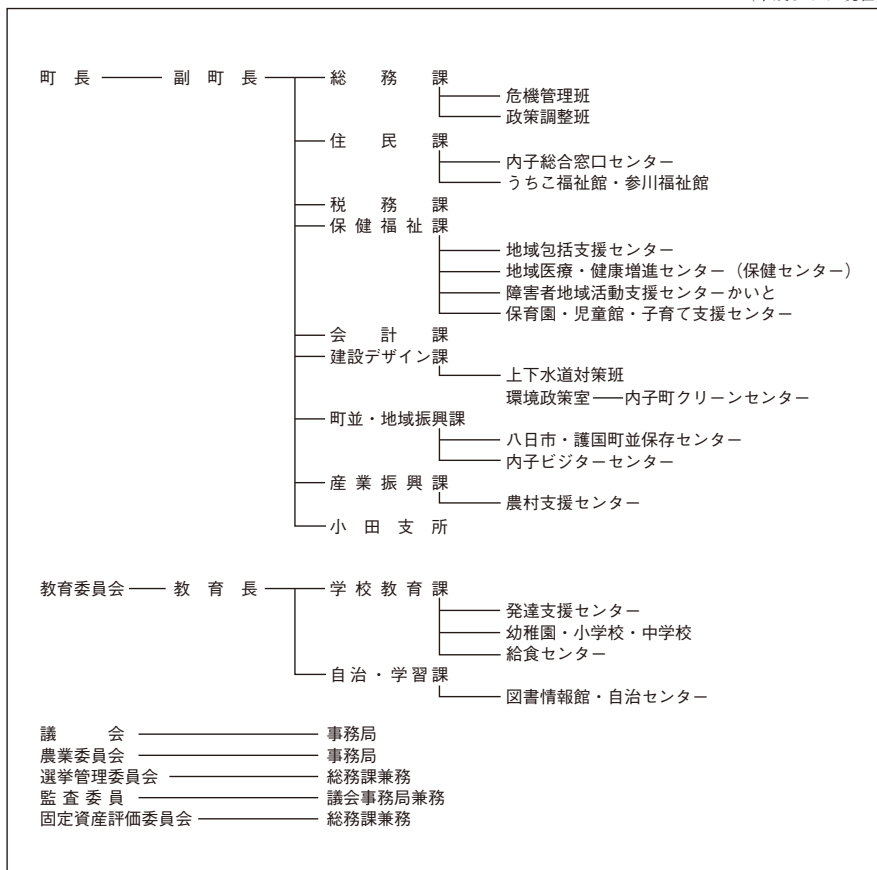 町長 副町長 総務課
危機管理班
政策調整班
住民課
内子総合窓口センター
うちこ福祉館・参川福祉館
税務課
保健福祉課
地域包括支援センター
地域医療・健康増進センター（保健センター）
障害者地域活動支援センターかいと
保育園・児童館・子育て支援センター
会計課
建設デザイン課
上下水道対策班
環境政策室 内子町クリーンセンター
町並・地域振興課
八日市・護国町並保存センター
内子ビジターセンター
産業振興課
農村支援センター
小田支所
教育委員会 教育長 学校教育課
発達支援センター
幼稚園・小学校・中学校
給食センター
自治・学習課
図書情報館・自治センター
議会 事務局
農業委員会 事務局
選挙管理委員会 総務課兼務
監査委員 議会事務局兼務
固定資産評価委員会 総務課兼務